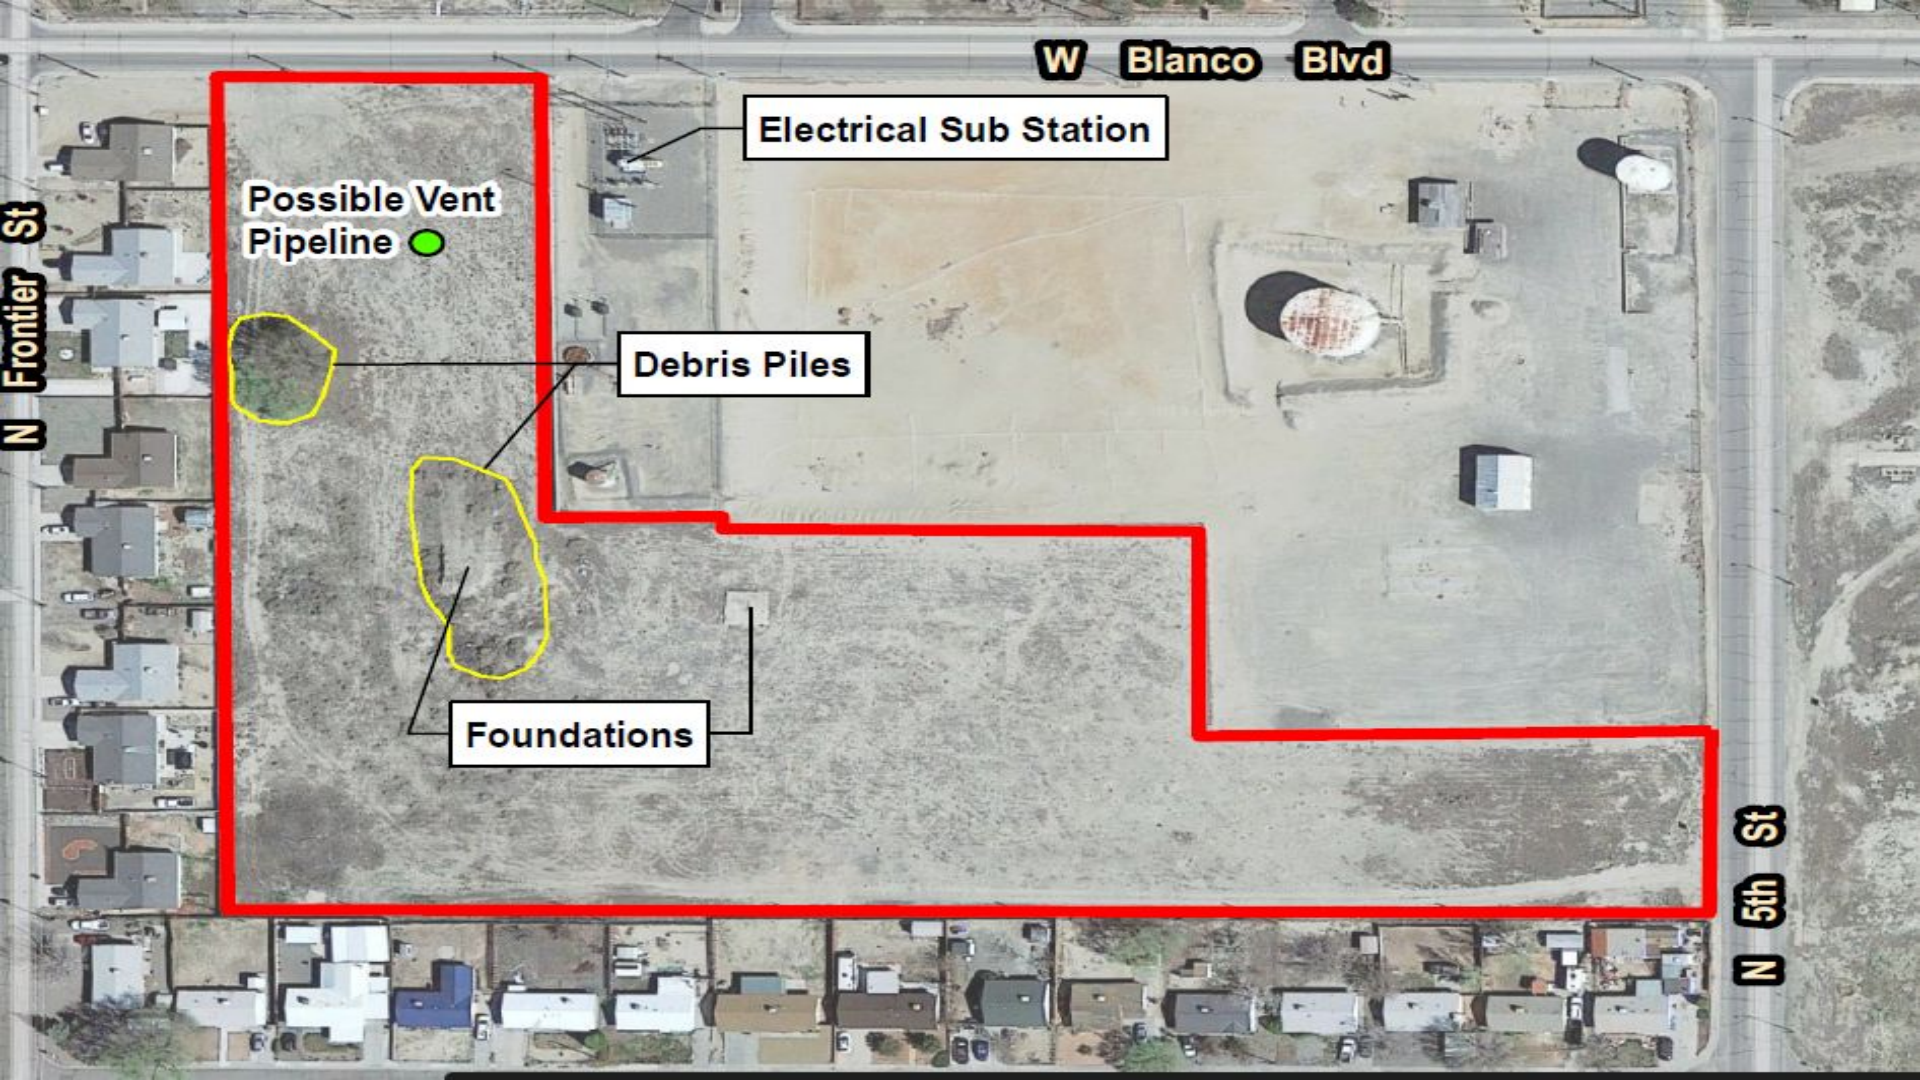 W Blanco Blvd
Electrical Sub Station
Possible Vent
Pipeline
N Frontier St
Debris Piles
Foundations
N 5th St